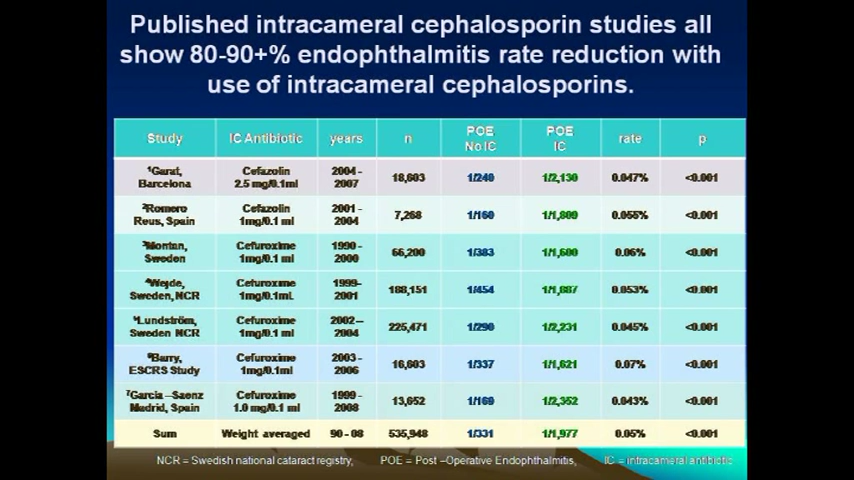 Published intracameral cephalosporin studies all
show 80-90+% endophthalmitis rate reduction with
use of intracameral cephalosporins.
Study IC Antibiotic years n POE No IC POE IC rate p
¹Garat, Barcelona Cefazolin 2.5 mg/0.1ml 2004 - 2007 18,603 1/240 1/2,130 0.047% <0.001
²Romero Reus, Spain Cefazolin 1mg/0.1 ml 2001 - 2004 7,268 1/160 1/1,809 0.055% <0.001
³Montan, Sweden Cefuroxime 1mg/0.1 ml 1990 - 2000 66,200 1/383 1/1,600 0.06% <0.001
⁴Wejde, Sweden, NCR Cefuroxime 1mg/0.1mL 1999- 2001 188,151 1/454 1/1,887 0.053% <0.001
⁵Lundström, Sweden NCR Cefuroxime 1mg/0.1 ml 2002– 2004 225,471 1/290 1/2,231 0.045% <0.001
⁶Barry, ESCRS Study Cefuroxime 1mg/0.1ml 2003 - 2006 16,603 1/337 1/1,621 0.07% <0.001
⁷Garcia –Saenz Madrid, Spain Cefuroxime 1.0 mg/0.1 ml 1999 - 2008 13,652 1/169 1/2,352 0.043% <0.001
Sum Weight averaged 90 - 08 535,948 1/331 1/1,977 0.05% <0.001
NCR = Swedish national cataract registry, POE = Post –Operative Endophthalmitis, IC = intracameral antibiotic